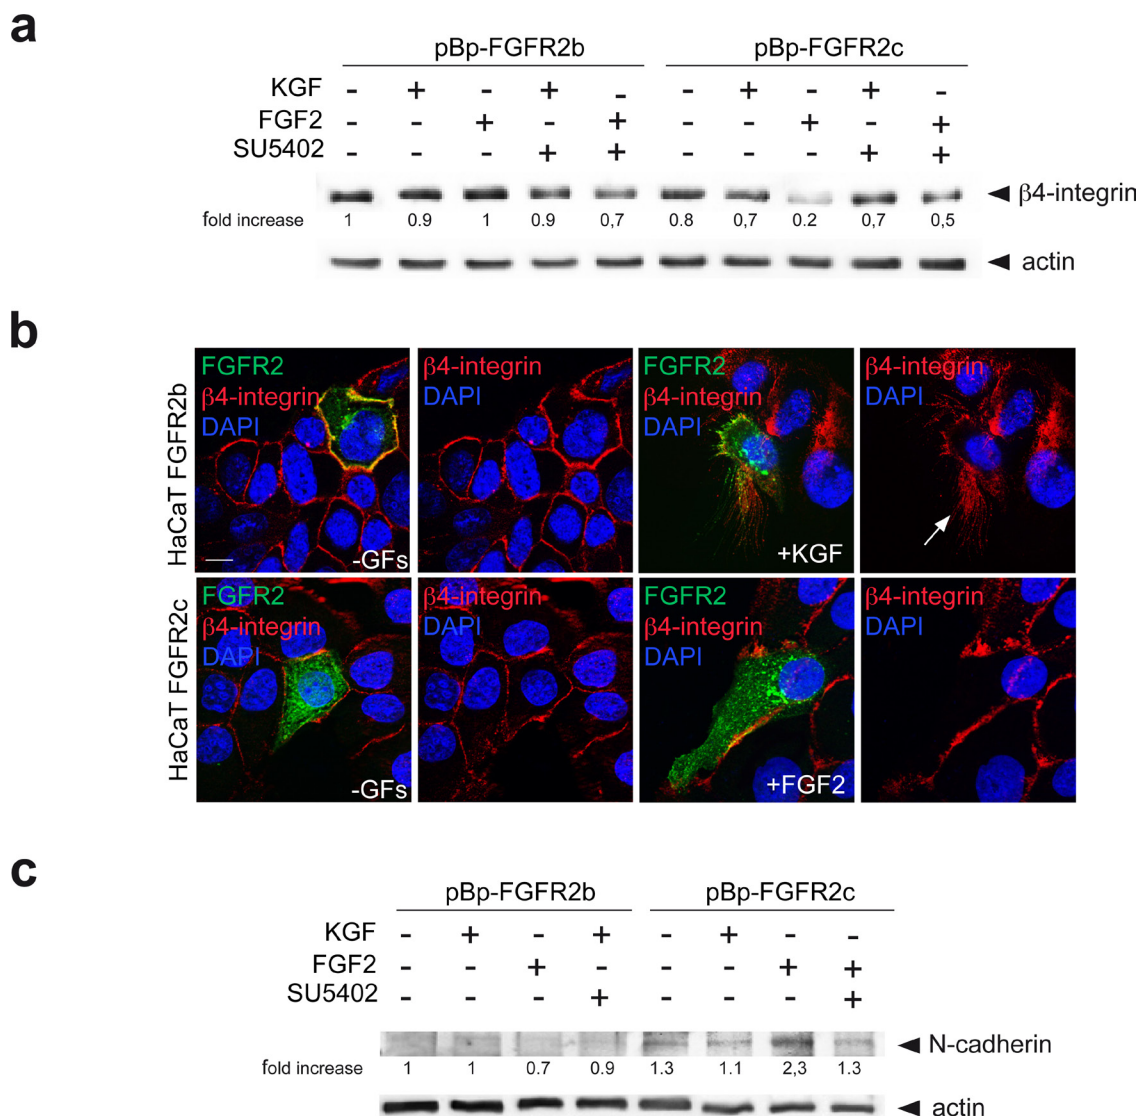 a
pBp-FGFR2b pBp-FGFR2c
KGF - + - + - - + - + -
FGF2 - - + - + - - + - +
SU5402 - - - + + - - - + +
β4-integrin
fold increase 1 0.9 1 0.9 0,7 0.8 0,7 0.2 0,7 0,5
actin
b
HaCaT FGFR2b
FGFR2 β4-integrin FGFR2 β4-integrin
β4-integrin DAPI β4-integrin DAPI
DAPI DAPI
-GFs +KGF
HaCaT FGFR2c
FGFR2 β4-integrin FGFR2 β4-integrin
β4-integrin DAPI β4-integrin DAPI
DAPI DAPI
-GFs +FGF2
c
pBp-FGFR2b pBp-FGFR2c
KGF - + - + - + - -
FGF2 - - + - - - + +
SU5402 - - - + - - - +
N-cadherin
fold increase 1 1 0.7 0.9 1.3 1.1 2,3 1.3
actin